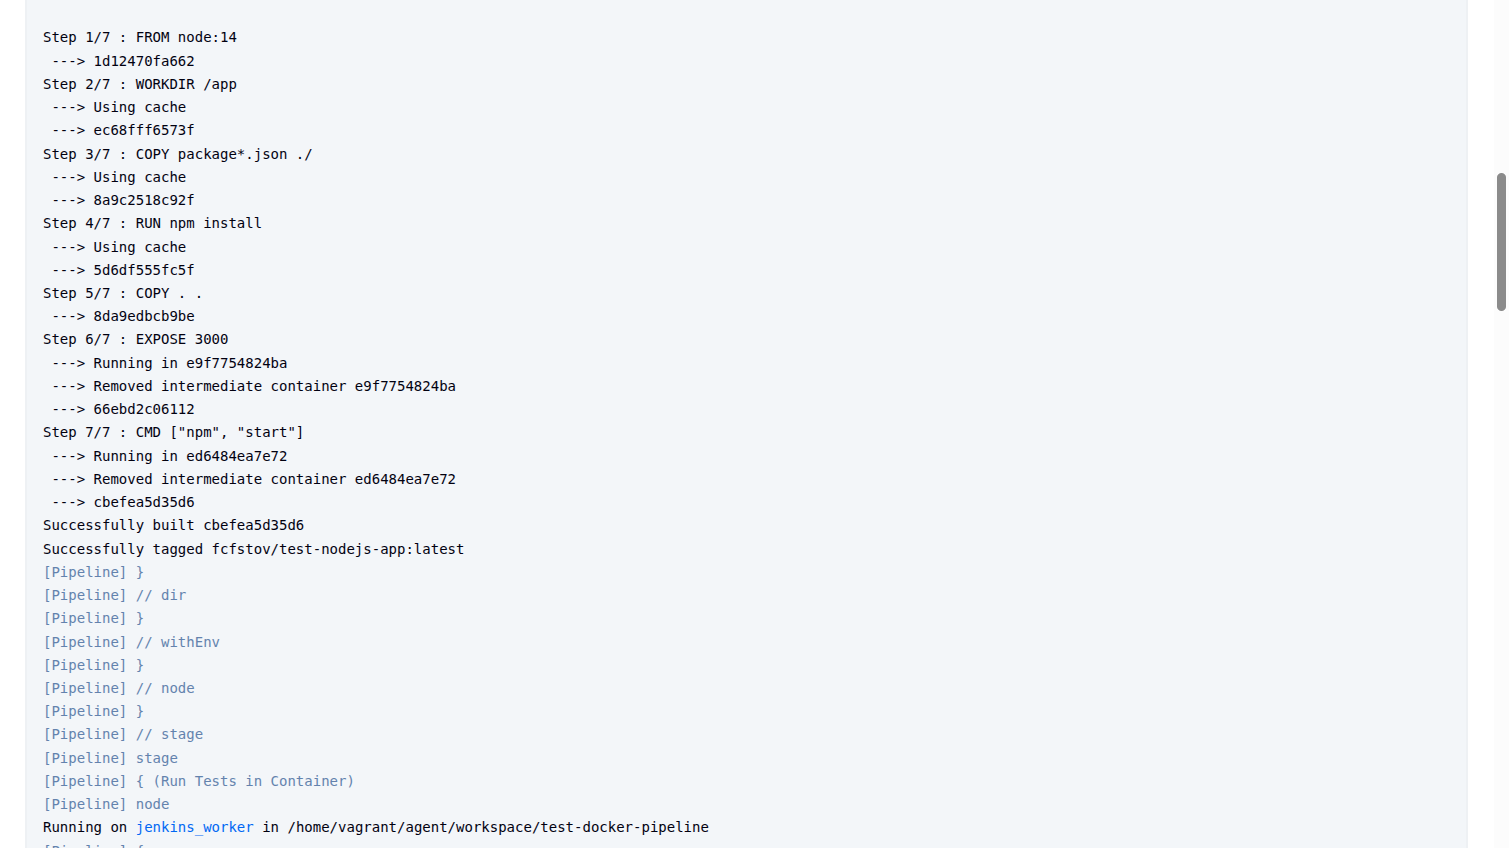 Step 1/7 : FROM node:14
 ---> 1d12470fa662
Step 2/7 : WORKDIR /app
 ---> Using cache
 ---> ec68fff6573f
Step 3/7 : COPY package*.json ./
 ---> Using cache
 ---> 8a9c2518c92f
Step 4/7 : RUN npm install
 ---> Using cache
 ---> 5d6df555fc5f
Step 5/7 : COPY . .
 ---> 8da9edbcb9be
Step 6/7 : EXPOSE 3000
 ---> Running in e9f7754824ba
 ---> Removed intermediate container e9f7754824ba
 ---> 66ebd2c06112
Step 7/7 : CMD ["npm", "start"]
 ---> Running in ed6484ea7e72
 ---> Removed intermediate container ed6484ea7e72
 ---> cbefea5d35d6
Successfully built cbefea5d35d6
Successfully tagged fcfstov/test-nodejs-app:latest
[Pipeline] }
[Pipeline] // dir
[Pipeline] }
[Pipeline] // withEnv
[Pipeline] }
[Pipeline] // node
[Pipeline] }
[Pipeline] // stage
[Pipeline] stage
[Pipeline] { (Run Tests in Container)
[Pipeline] node
Running on jenkins_worker in /home/vagrant/agent/workspace/test-docker-pipeline